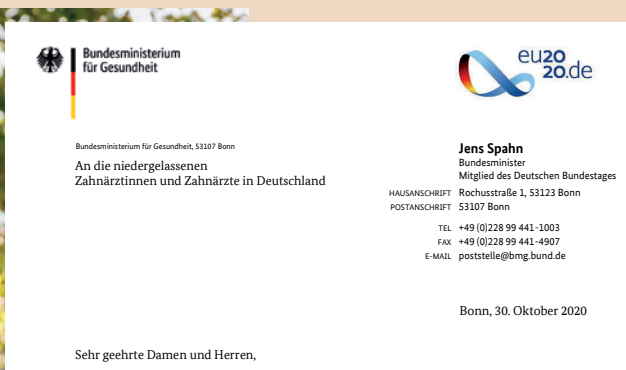 Bundesministerium
für Gesundheit
eu20
20.de
Bundesministerium für Gesundheit, 53107 Bonn
An die niedergelassenen
Zahnärztinnen und Zahnärzte in Deutschland
Jens Spahn
Bundesminister
Mitglied des Deutschen Bundestages
HAUSANSCHRIFT Rochusstraße 1, 53123 Bonn
POSTANSCHRIFT 53107 Bonn
TEL +49 (0)228 99 441-1003
FAX +49 (0)228 99 441-4907
E-MAIL poststelle@bmg.bund.de
Bonn, 30. Oktober 2020
Sehr geehrte Damen und Herren,